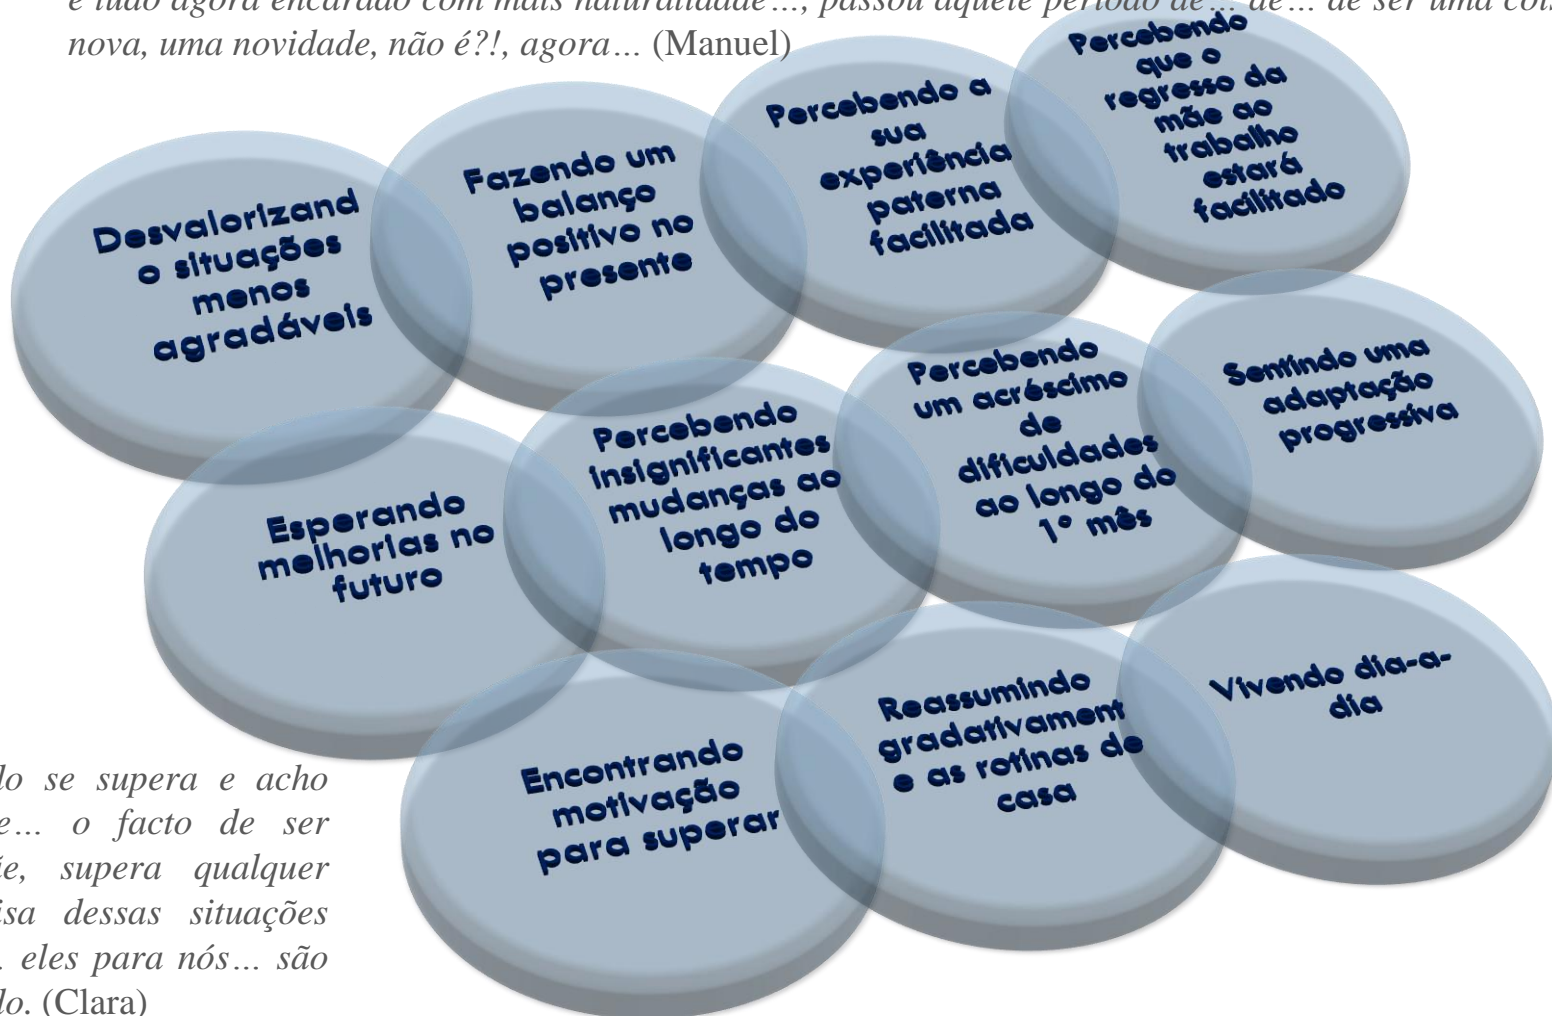 é tudo agora encarado com mais naturalidade…, passou aquele período de… de… de ser uma
nova, uma novidade, não é?!, agora… (Manuel)
Desvalorizand
o situações
menos
agradáveis
Fazendo um
balanço
positivo no
presente
Percebendo a
sua
experiência
paterna
facilitada
Percebendo
que o
regresso da
mãe ao
trabalho
estará
facilitado
Esperando
melhorias no
futuro
Percebendo
insignificantes
mudanças ao
longo do
tempo
Percebendo
um acréscimo
de
dificuldades
ao longo do
1º mês
Sentindo uma
adaptação
progressiva
Encontrando
motivação
para superar
Reassumindo
gradativament
e as rotinas de
casa
Vivendo dia-a-
dia
se supera e acho
o facto de ser
supera qualquer
dessas situações
eles para nós… são
(Clara)